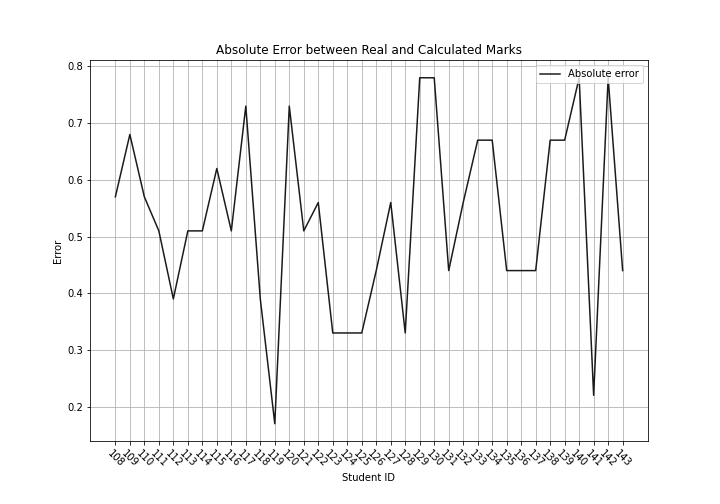 Absolute Error between Real and Calculated Marks
Absolute error
0.8
0.7
0.6
0.5
0.4
0.3
0.2
Error
108 109 110 111 112 113 114 115 116 117 118 119 120 121 122 123 124 125 126 127 128 129 130 131 132 133 134 135 136 137 138 139 140 141 142 143
Student ID